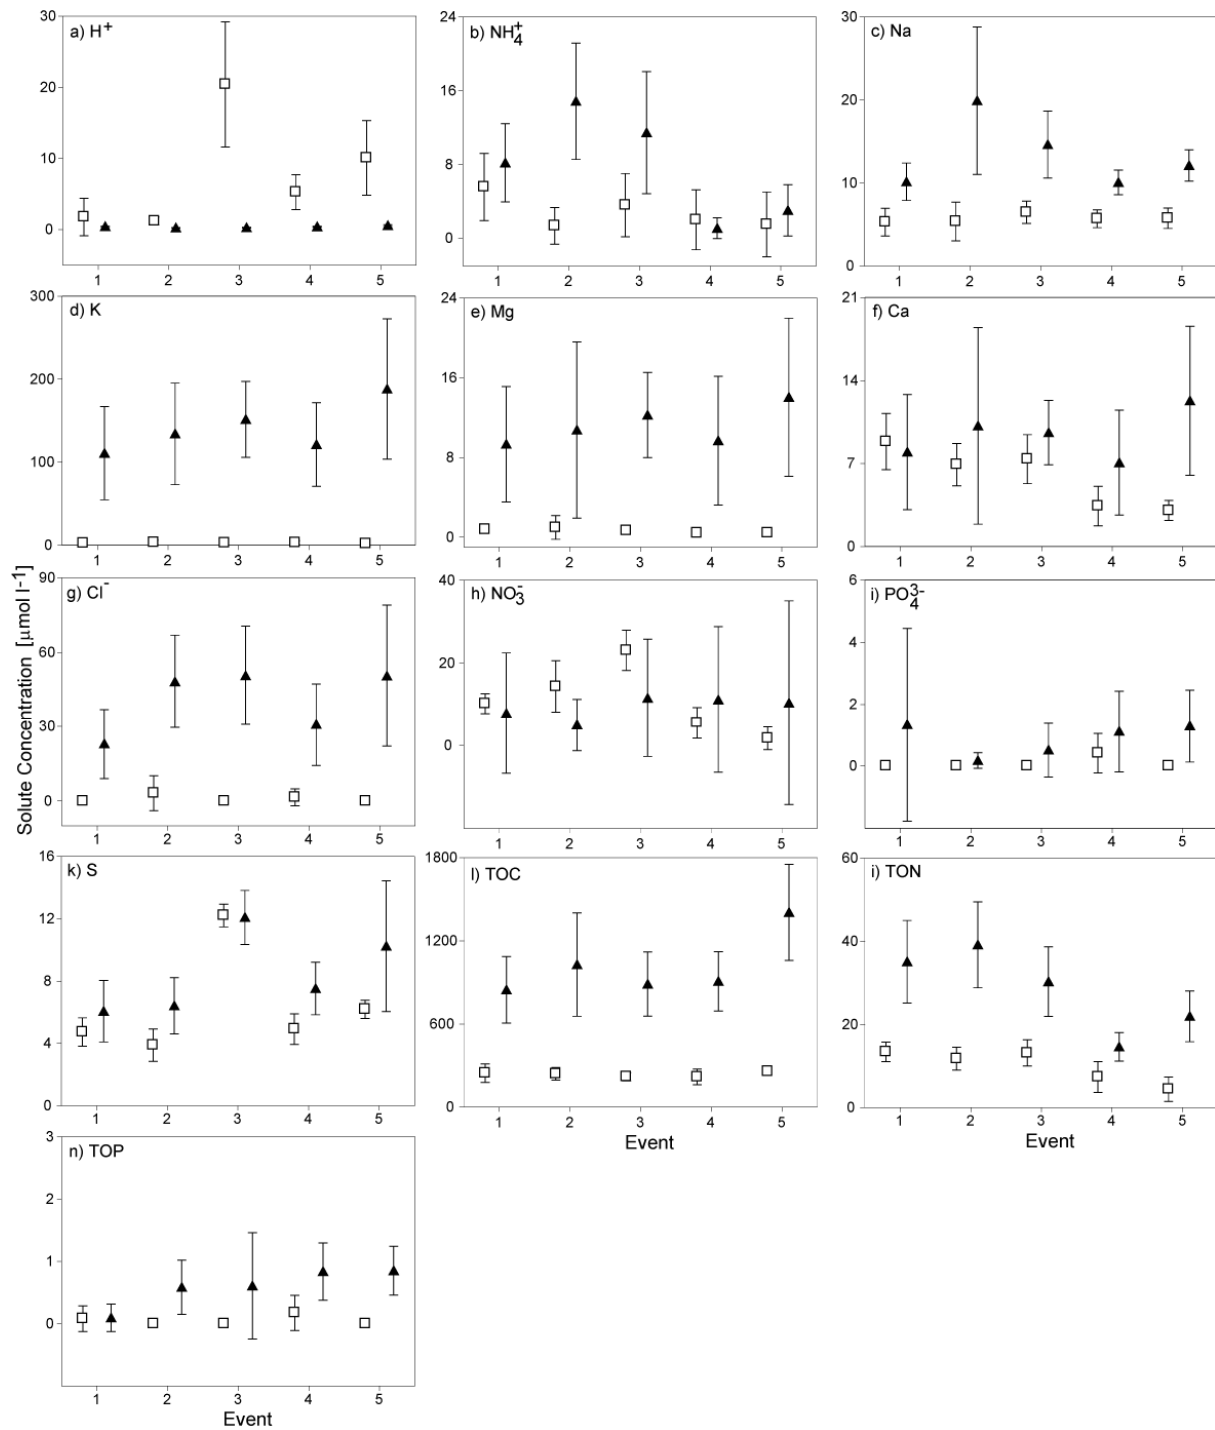 a) H⁺
30
20
10
0
1 2 3 4 5
b) NH₄⁺
24
16
8
0
1 2 3 4 5
c) Na
30
20
10
0
1 2 3 4 5
d) K
300
200
100
0
1 2 3 4 5
e) Mg
24
16
8
0
1 2 3 4 5
f) Ca
21
14
7
0
1 2 3 4 5
Solute Concentration [μmol l⁻¹]
g) Cl⁻
90
60
30
0
1 2 3 4 5
h) NO₃⁻
40
20
0
1 2 3 4 5
i) PO₄³⁻
6
4
2
0
1 2 3 4 5
k) S
16
12
8
4
0
1 2 3 4 5
l) TOC
1800
1200
600
0
1 2 3 4 5
Event
i) TON
60
40
20
0
1 2 3 4 5
Event
n) TOP
3
2
1
0
1 2 3 4 5
Event